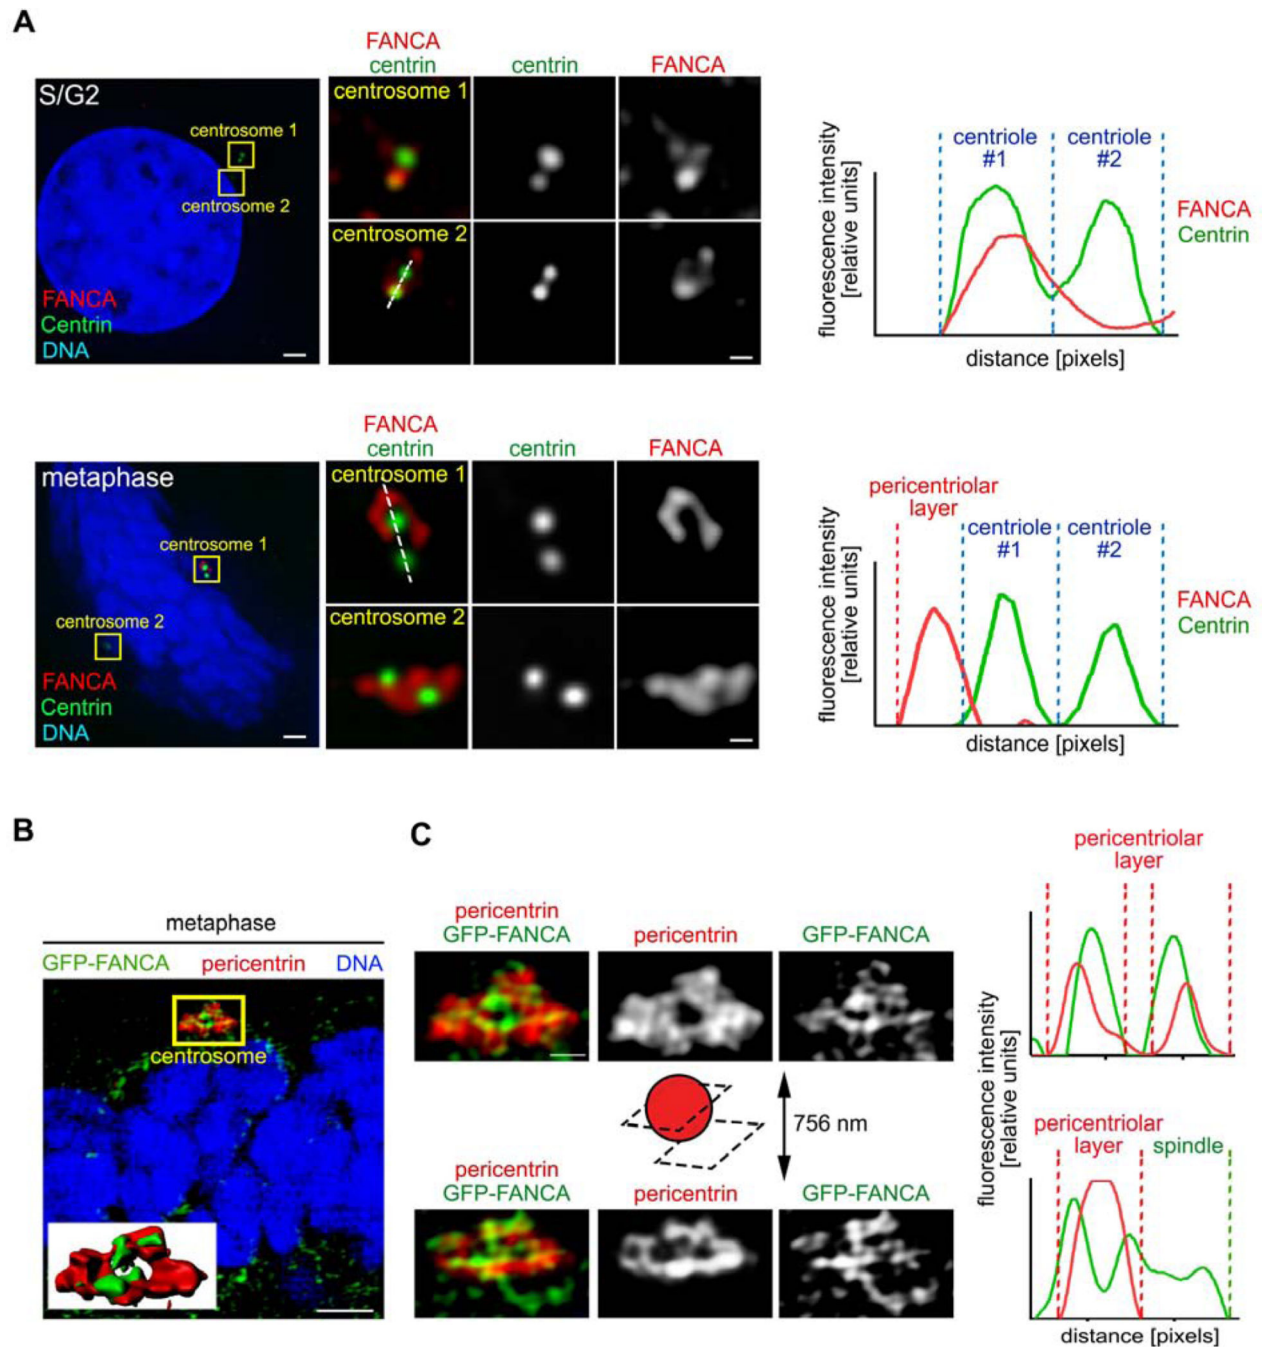 A
FANCA
centrin
centrin
FANCA
S/G2
centrosome 1
centrosome 2
FANCA
Centrin
DNA
centrosome 1
centrosome 2
fluorescence intensity
[relative units]
centriole
#1
centriole
#2
FANCA
Centrin
distance [pixels]
FANCA
centrin
centrin
FANCA
metaphase
centrosome 1
centrosome 2
FANCA
Centrin
DNA
centrosome 1
centrosome 2
fluorescence intensity
[relative units]
pericentriolar
layer
centriole
#1
centriole
#2
FANCA
Centrin
distance [pixels]
B
metaphase
GFP-FANCA pericentrin DNA
centrosome
C
pericentrin
GFP-FANCA
pericentrin
GFP-FANCA
756 nm
pericentrin
GFP-FANCA
pericentrin
GFP-FANCA
pericentriolar
layer
fluorescence intensity
[relative units]
pericentriolar
layer
spindle
distance [pixels]